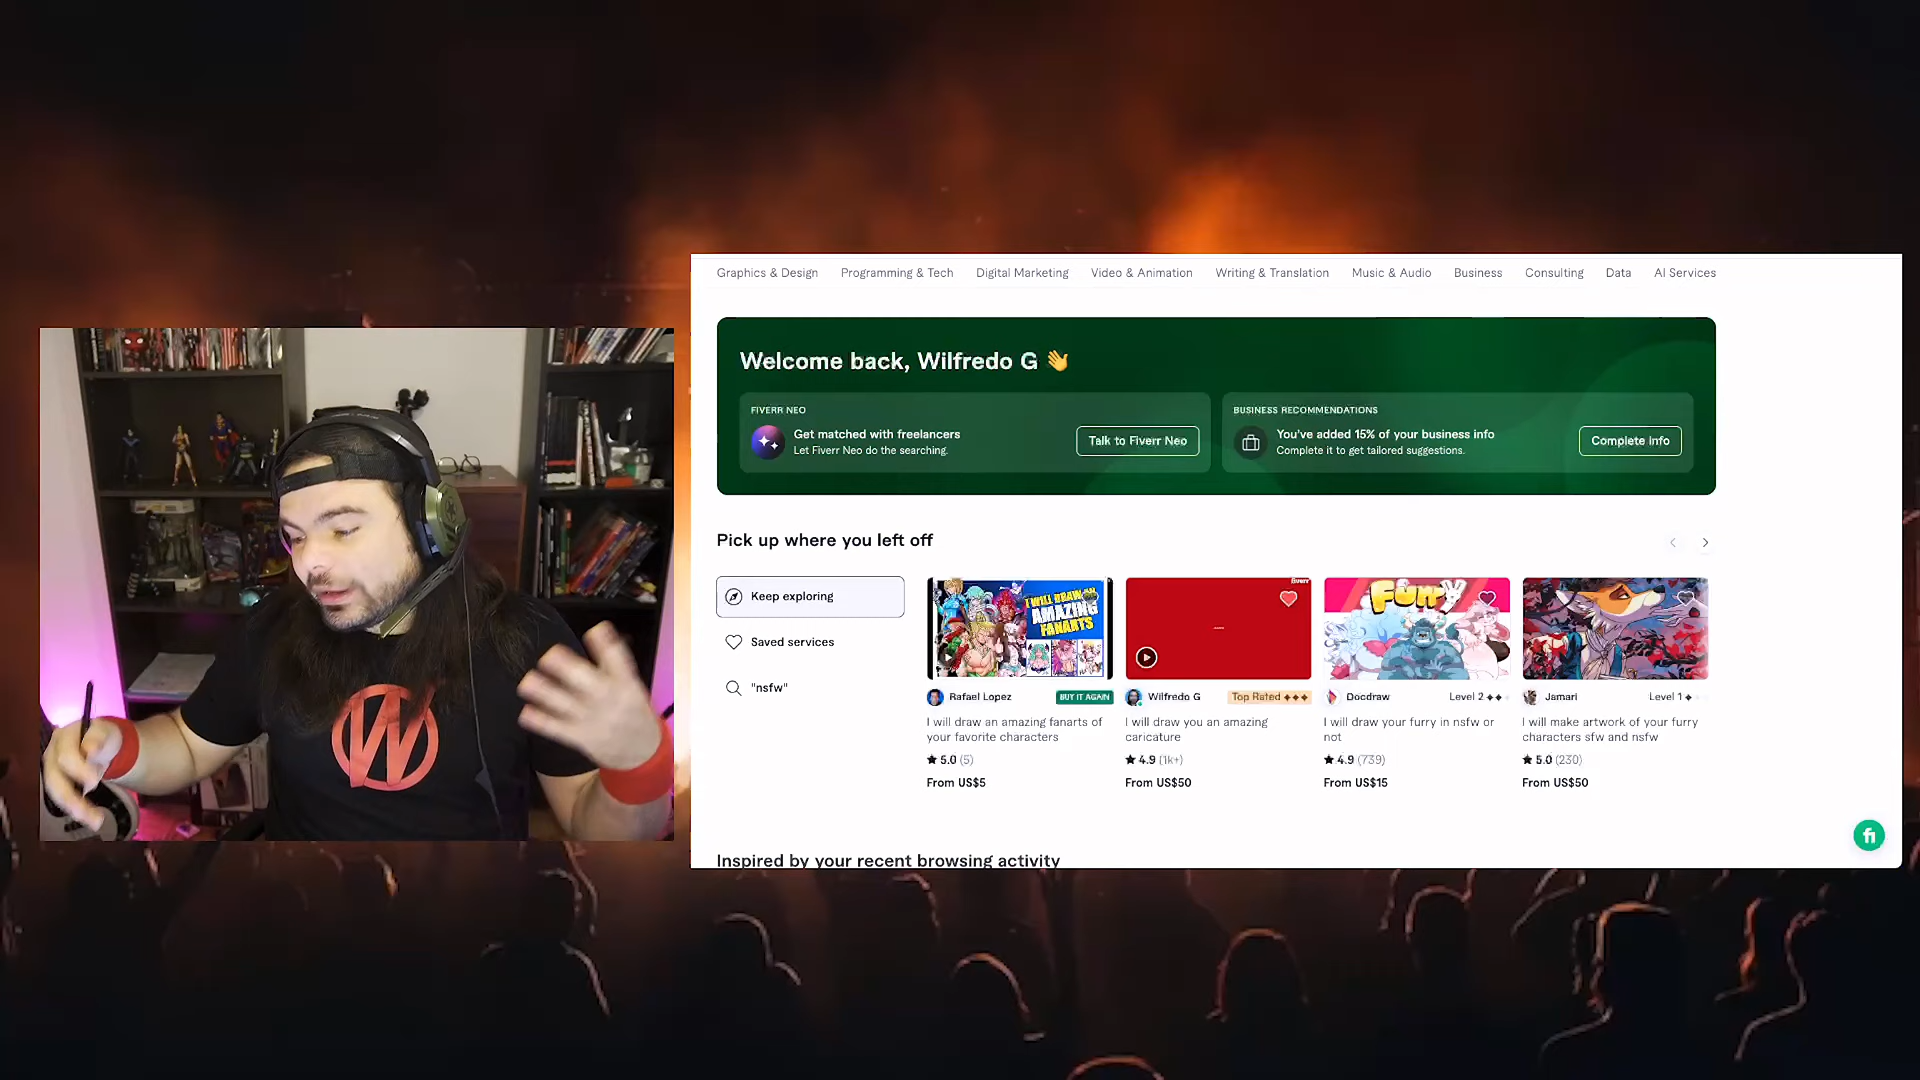 Graphics & Design Programming & Tech Digital Marketing Video & Animation Writing & Translation Music & Audio Business Consulting Data AI Services
Welcome back, Wilfredo G 👋
FIVERR NEO
Get matched with freelancers
Let Fiverr Neo do the searching.
Talk to Fiverr Neo
BUSINESS RECOMMENDATIONS
You've added 15% of your business info
Complete it to get tailored suggestions.
Complete info
Pick up where you left off
Keep exploring
Saved services
"nsfw"
I WILL DRAW
AMAZING
FANARTS
Rafael Lopez BUY IT AGAIN
I will draw an amazing fanarts of
your favorite characters
5.0 (5)
From US$5
fiverr
Wilfredo G Top Rated
I will draw you an amazing
caricature
4.9 (1k+)
From US$50
Furry
Docdraw Level 2
I will draw your furry in nsfw or
not
4.9 (739)
From US$15
Jamari Level 1
I will make artwork of your furry
characters sfw and nsfw
5.0 (230)
From US$50
Inspired by your recent browsing activity
fi
W